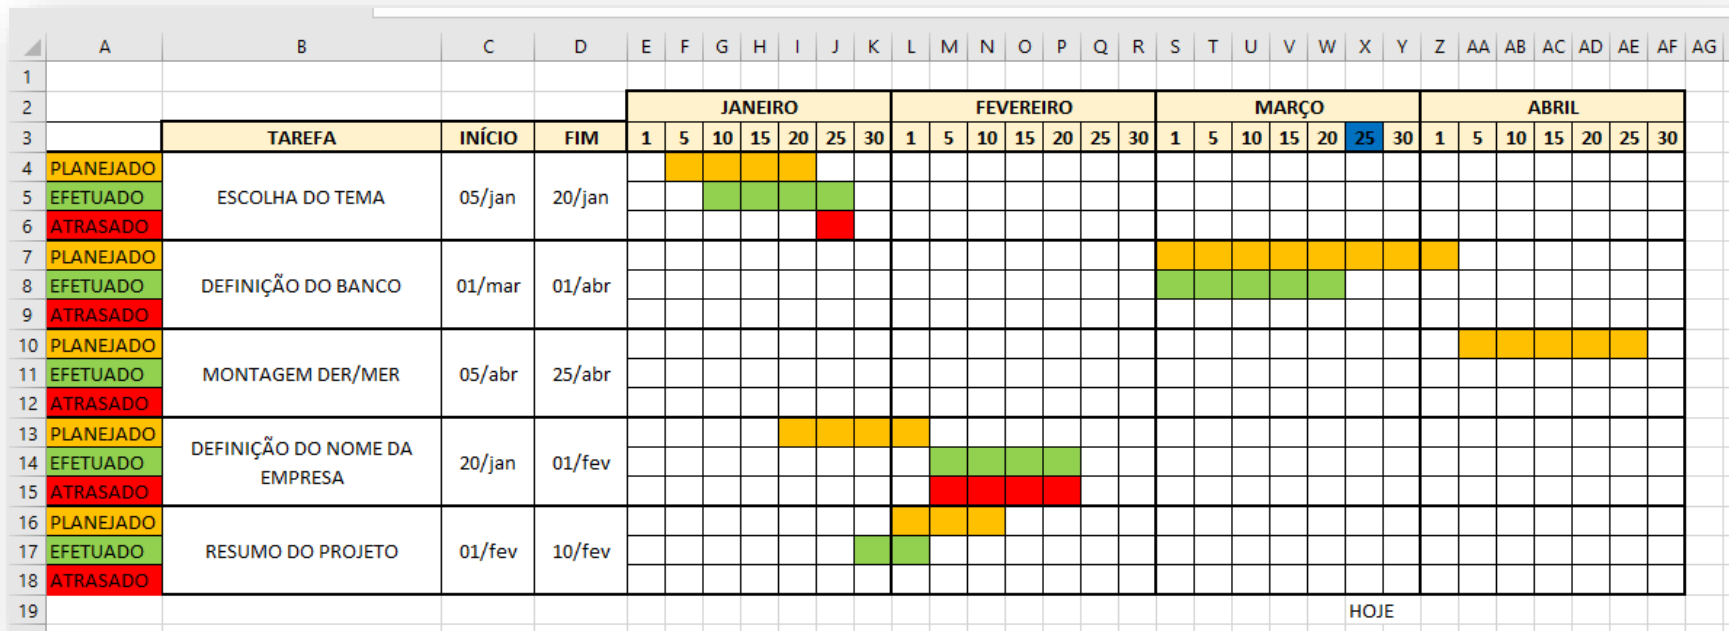 A B C D E F G H I J K L M N O P Q R S T U V W X Y Z AA AB AC AD AE AF AG
1
2 JANEIRO FEVEREIRO MARÇO ABRIL
3 TAREFA INÍCIO FIM 1 5 10 15 20 25 30 1 5 10 15 20 25 30 1 5 10 15 20 25 30 1 5 10 15 20 25 30
4 PLANEJADO
5 EFETUADO ESCOLHA DO TEMA 05/jan 20/jan
6 ATRASADO
7 PLANEJADO
8 EFETUADO DEFINIÇÃO DO BANCO 01/mar 01/abr
9 ATRASADO
10 PLANEJADO
11 EFETUADO MONTAGEM DER/MER 05/abr 25/abr
12 ATRASADO
13 PLANEJADO
14 EFETUADO DEFINIÇÃO DO NOME DA EMPRESA 20/jan 01/fev
15 ATRASADO
16 PLANEJADO
17 EFETUADO RESUMO DO PROJETO 01/fev 10/fev
18 ATRASADO
19 HOJE